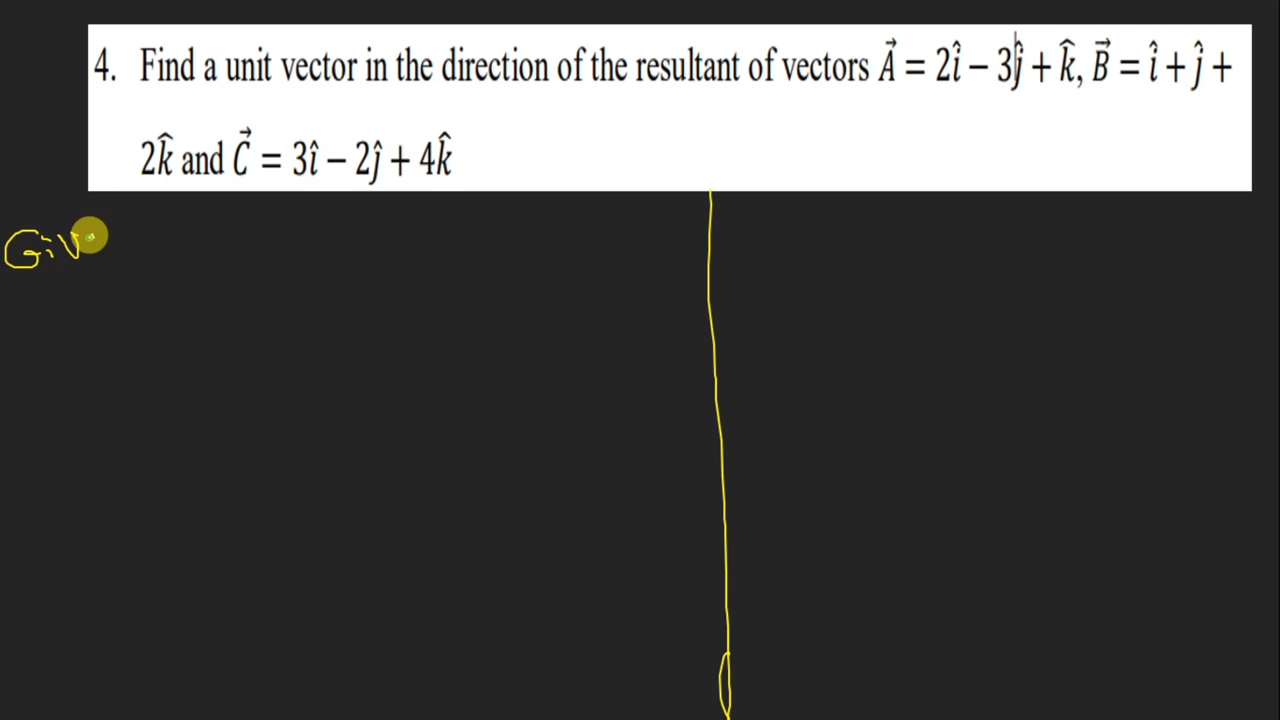 4. Find a unit vector in the direction of the resultant of vectors A⃗ = 2î − 3ĵ + k̂, B⃗ = î + ĵ +
2k̂ and C⃗ = 3î − 2ĵ + 4k̂
Giv